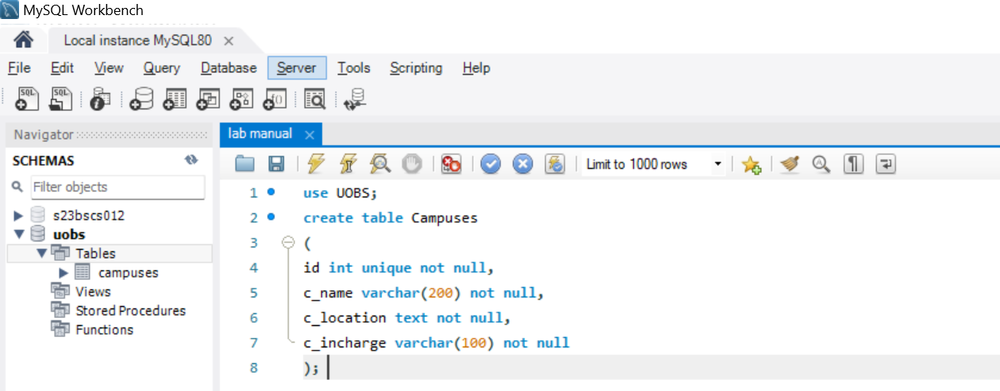 MySQL Workbench
Local instance MySQL80
File Edit View Query Database Server Tools Scripting Help
SQL SQL
Navigator
lab manual
SCHEMAS
Limit to 1000 rows
Filter objects
s23bscs012
uobs
Tables
campuses
Views
Stored Procedures
Functions
1 use UOBS;
2 create table Campuses
3 (
4 id int unique not null,
5 c_name varchar(200) not null,
6 c_location text not null,
7 c_incharge varchar(100) not null
8 );